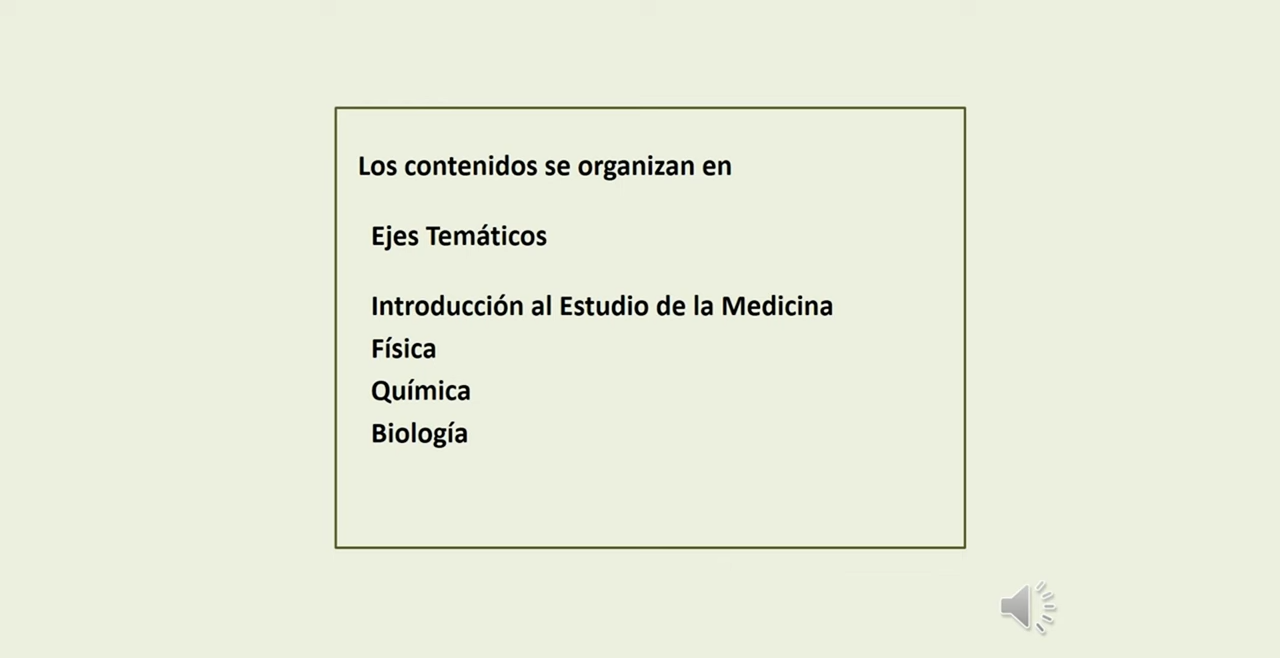 Los contenidos se organizan en
Ejes Temáticos
Introducción al Estudio de la Medicina
Física
Química
Biología